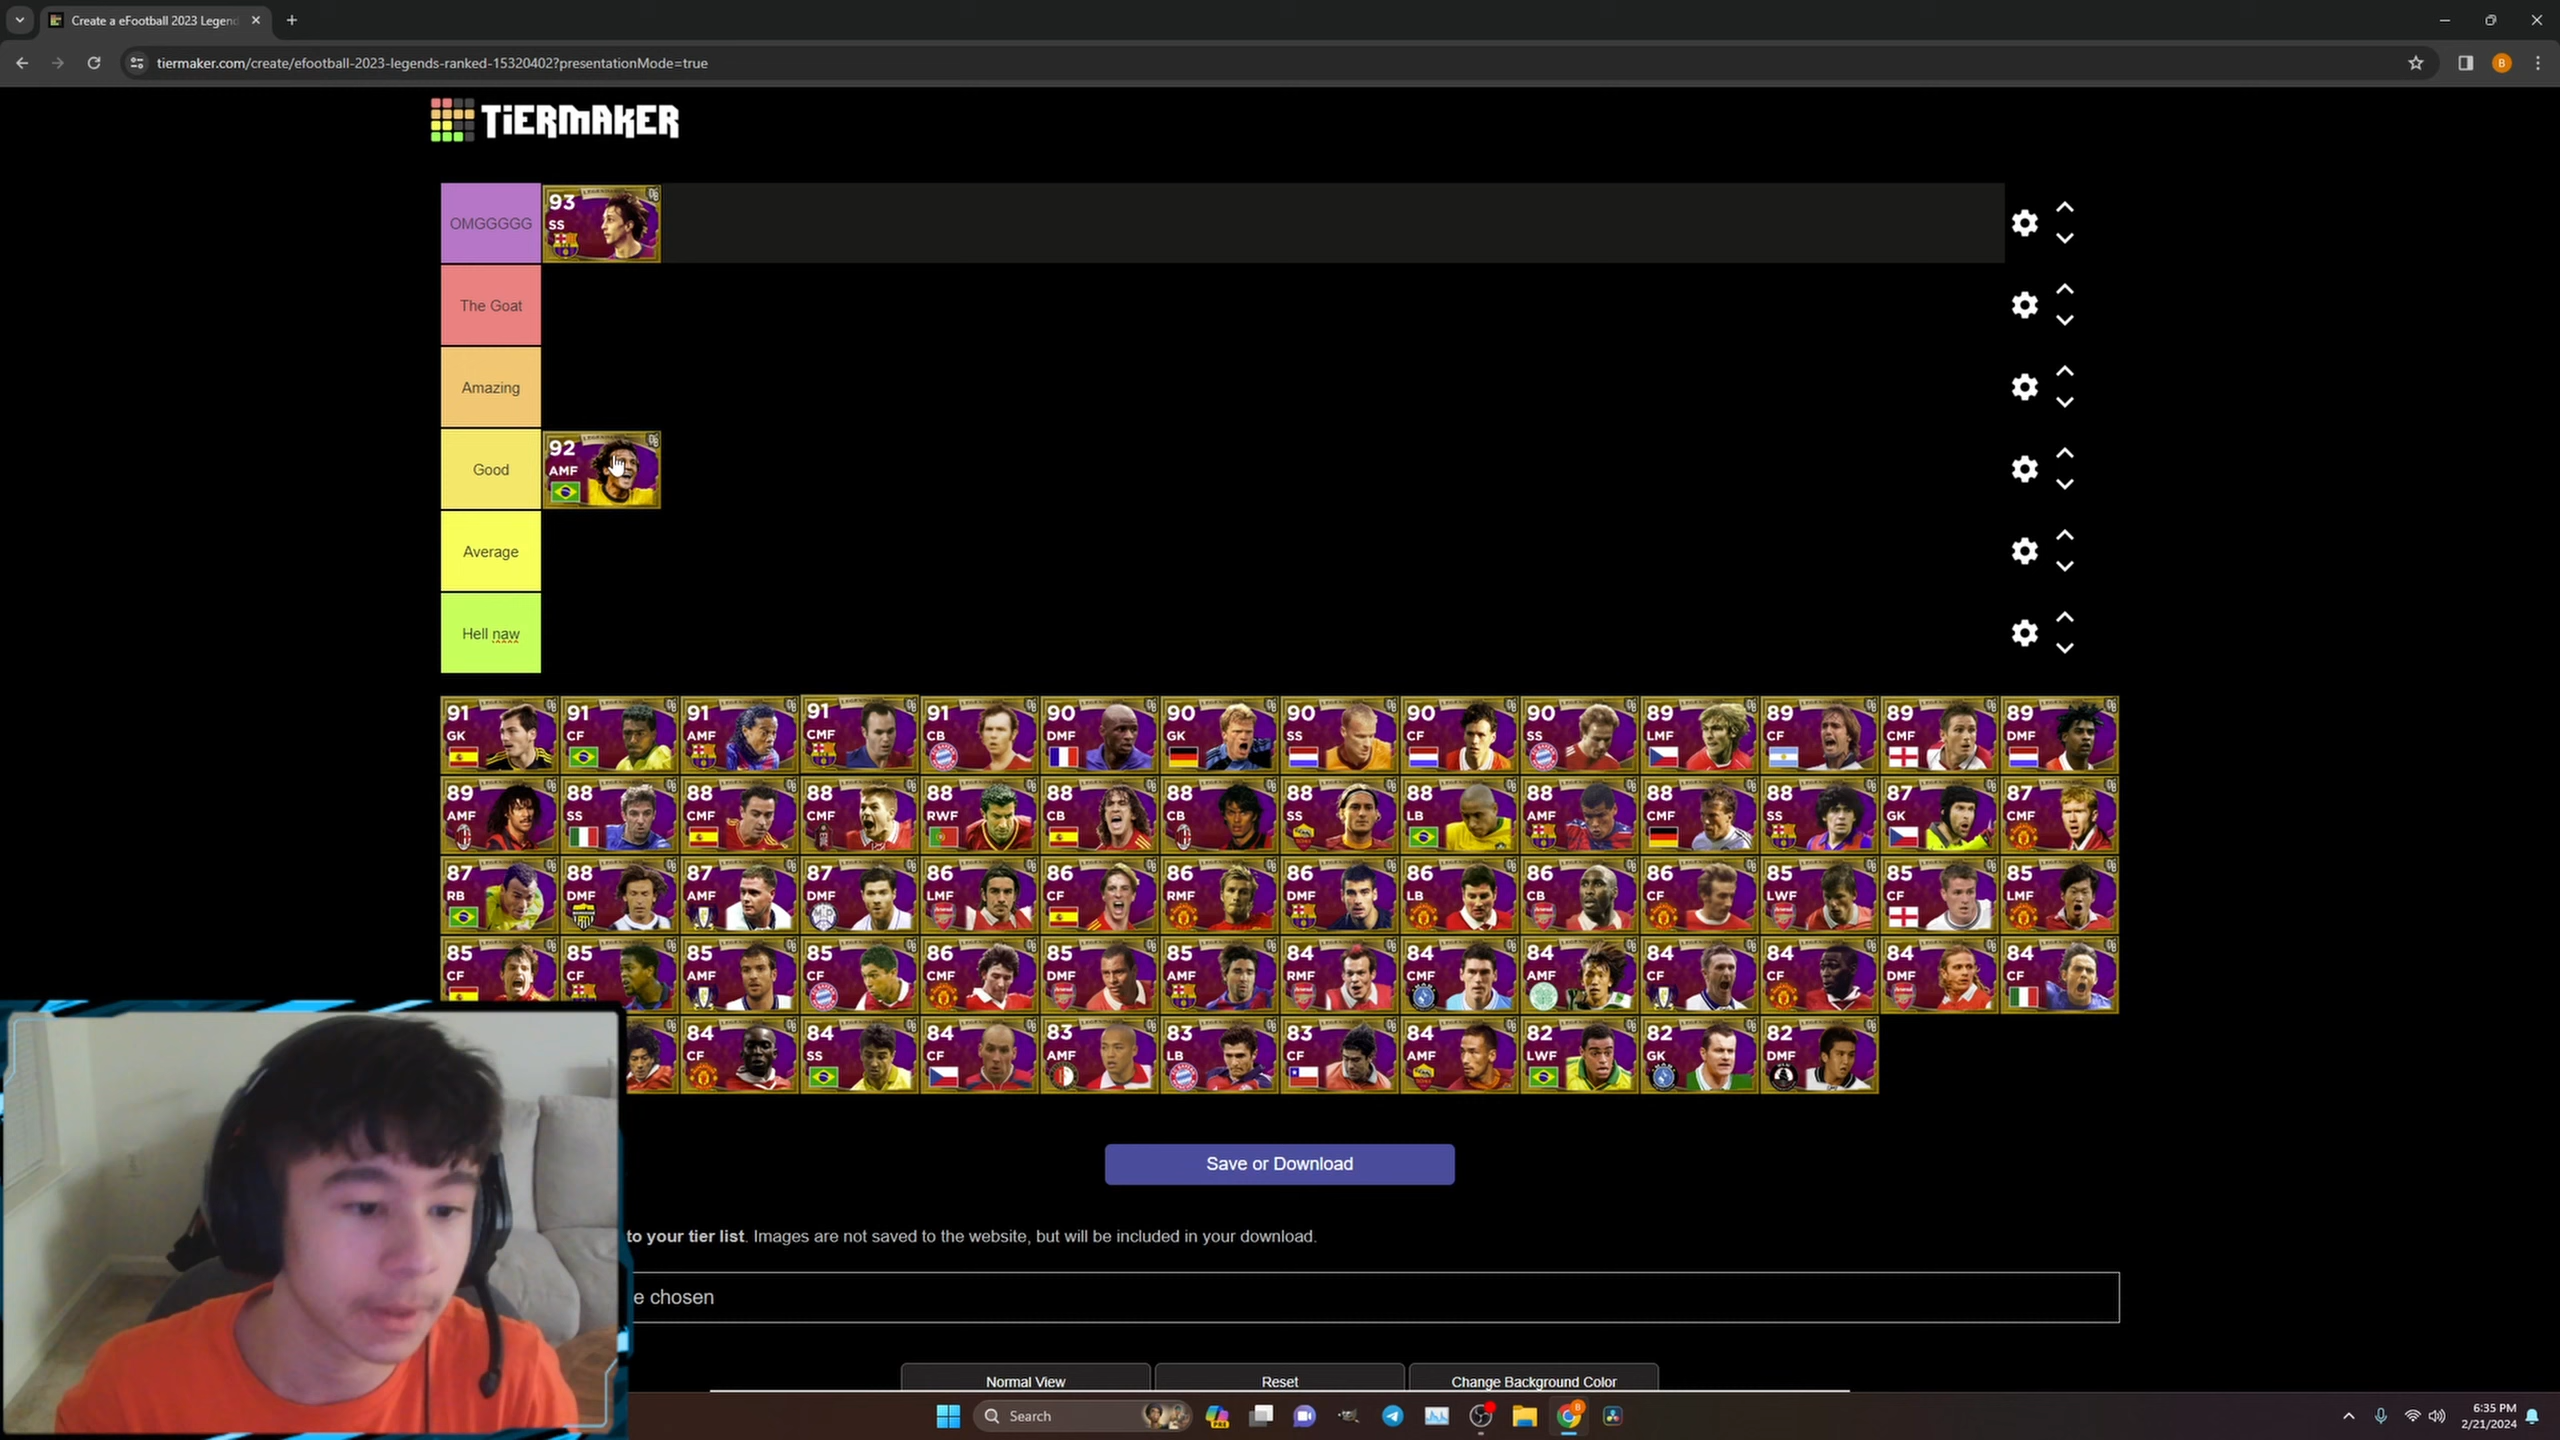 Create a eFootball 2023 Legend
tiermaker.com/create/efootball-2023-legends-ranked-15320402?presentationMode=true
B
TiERMAKER
OMGGGGG
93
SS
The Goat
Amazing
Good
92
AMF
Average
Hell naw
91 GK 91 CF 91 AMF 91 CMF 91 CB 90 DMF 90 GK 90 SS 90 CF 90 SS 89 LMF 89 CF 89 CMF 89 DMF
89 AMF 88 SS 88 CMF 88 CMF 88 RWF 88 CB 88 CB 88 SS 88 LB 88 AMF 88 CMF 88 SS 87 GK 87 CMF
87 RB 88 DMF 87 AMF 87 DMF 86 LMF 86 CF 86 RMF 86 DMF 86 LB 86 CB 86 CF 85 LWF 85 CF 85 LMF
85 CF 85 CF 85 AMF 85 CF 86 CMF 85 DMF 85 AMF 84 RMF 84 CMF 84 AMF 84 CF 84 CF 84 DMF 84 CF
84 CF 84 SS 84 CF 83 AMF 83 LB 83 CF 84 AMF 82 LWF 82 GK 82 DMF
Save or Download
to your tier list. Images are not saved to the website, but will be included in your download.
e chosen
Normal View
Reset
Change Background Color
Search
PRE
B
6:35 PM
2/21/2024